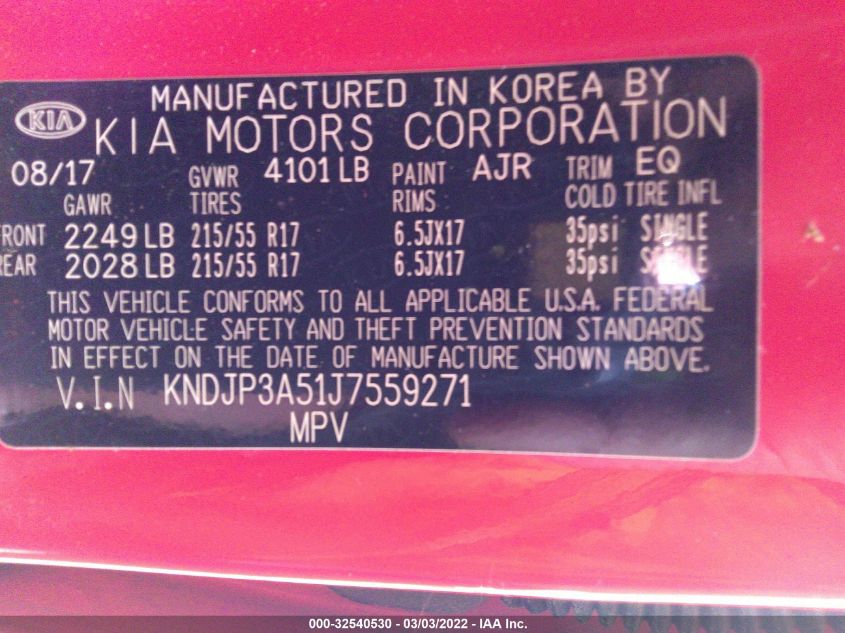 MANUFACTURED IN KOREA BY
KIA KIA MOTORS CORPORATION
08/17 GVWR 4101 LB PAINT AJR TRIM EQ
GAWR TIRES RIMS COLD TIRE INFL
FRONT 2249 LB 215/55 R17 6.5JX17 35psi SINGLE
REAR 2028 LB 215/55 R17 6.5JX17 35psi SINGLE
THIS VEHICLE CONFORMS TO ALL APPLICABLE U.S.A. FEDERAL
MOTOR VEHICLE SAFETY AND THEFT PREVENTION STANDARDS
IN EFFECT ON THE DATE OF MANUFACTURE SHOWN ABOVE.
V.I.N KNDJP3A51J7559271
MPV
000-32540530 - 03/03/2022 - IAA Inc.